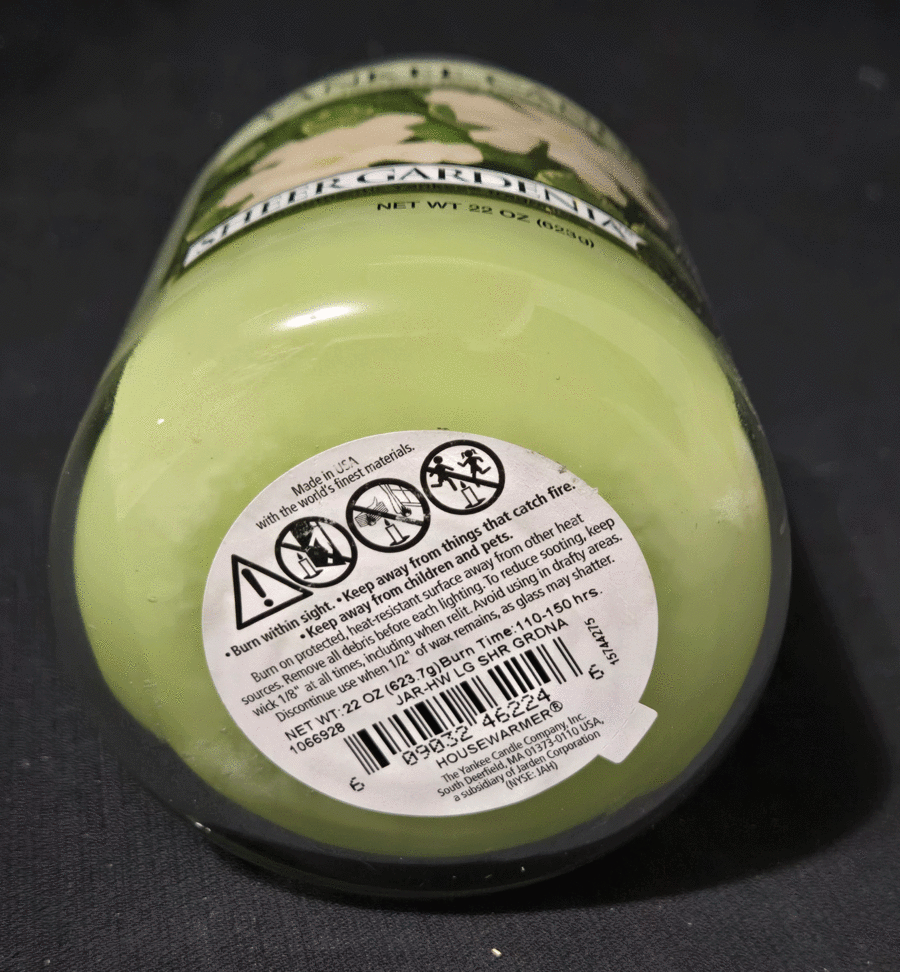 YANKEE CANDLE
SHEER GARDENIA
NET WT 22 OZ (623g)
Made in USA
with the world's finest materials.
•Burn within sight. •Keep away from things that catch fire.
•Keep away from children and pets.
Burn on protected, heat-resistant surface away from other heat
sources. Remove all debris before each lighting. To reduce sooting, keep
wick 1/8" at all times, including when relit. Avoid using in drafty areas.
Discontinue use when 1/2" of wax remains, as glass may shatter.
NET WT: 22 OZ (623.7g) Burn Time: 110-150 hrs.
1066928 JAR-HW LG SHR GRDNA
15744275
6 09032 46224 6
HOUSEWARMER®
The Yankee Candle Company, Inc.
South Deerfield, MA 01373-0110 USA,
a subsidiary of Jarden Corporation
(NYSE: JAH)